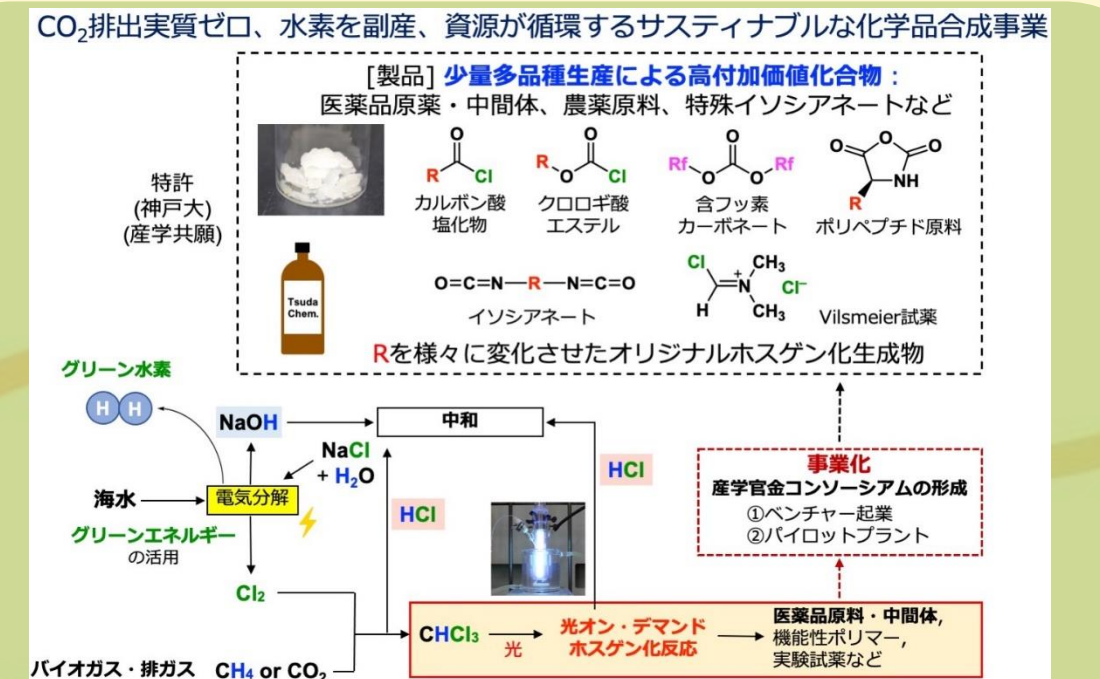 CO₂排出実質ゼロ、水素を副産、資源が循環するサスティナブルな化学品合成事業
[製品] 少量多品種生産による高付加価値化合物：
医薬品原薬・中間体、農薬原料、特殊イソシアネートなど
特許
(神戸大)
(産学共願)
O
R
Cl
カルボン酸
塩化物
O
R
O
Cl
クロロギ酸
エステル
O
Rf
O
O
Rf
含フッ素
カーボネート
O
O
O
NH
R
ポリペプチド原料
Tsuda
Chem.
O=C=N—R—N=C=O
イソシアネート
Cl
CH₃
+
N
Cl⁻
H
CH₃
Vilsmeier試薬
Rを様々に変化させたオリジナルホスゲン化生成物
グリーン水素
H H
NaOH
中和
NaCl
+ H₂O
海水
電気分解
グリーンエネルギー
の活用
HCl
HCl
事業化
産学官金コンソーシアムの形成
①ベンチャー起業
②パイロットプラント
Cl₂
CHCl₃
光
光オン・デマンド
ホスゲン化反応
医薬品原料・中間体,
機能性ポリマー,
実験試薬など
バイオガス・排ガス CH₄ or CO₂